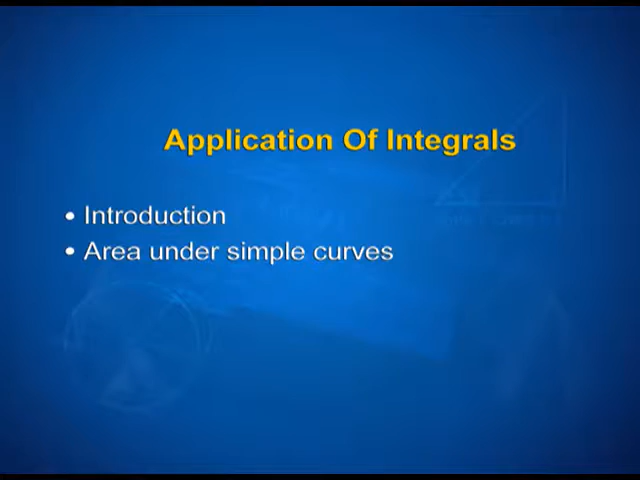 Application Of Integrals
• Introduction
• Area under simple curves